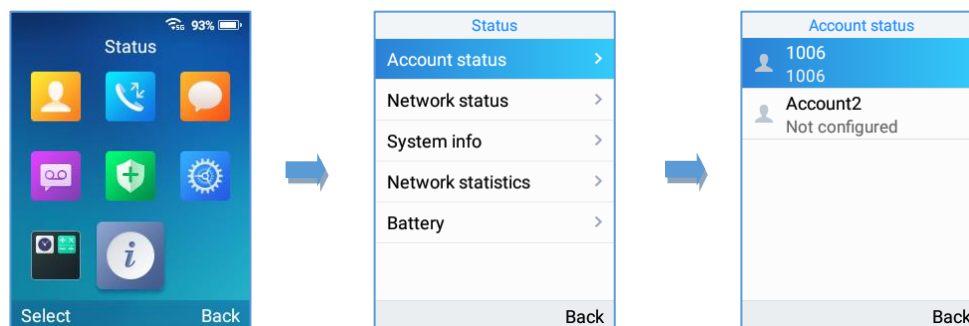 5G 93%
Status
Select Back
Status
Account status
Network status
System info
Network statistics
Battery
Back
Account status
1006
1006
Account2
Not configured
Back